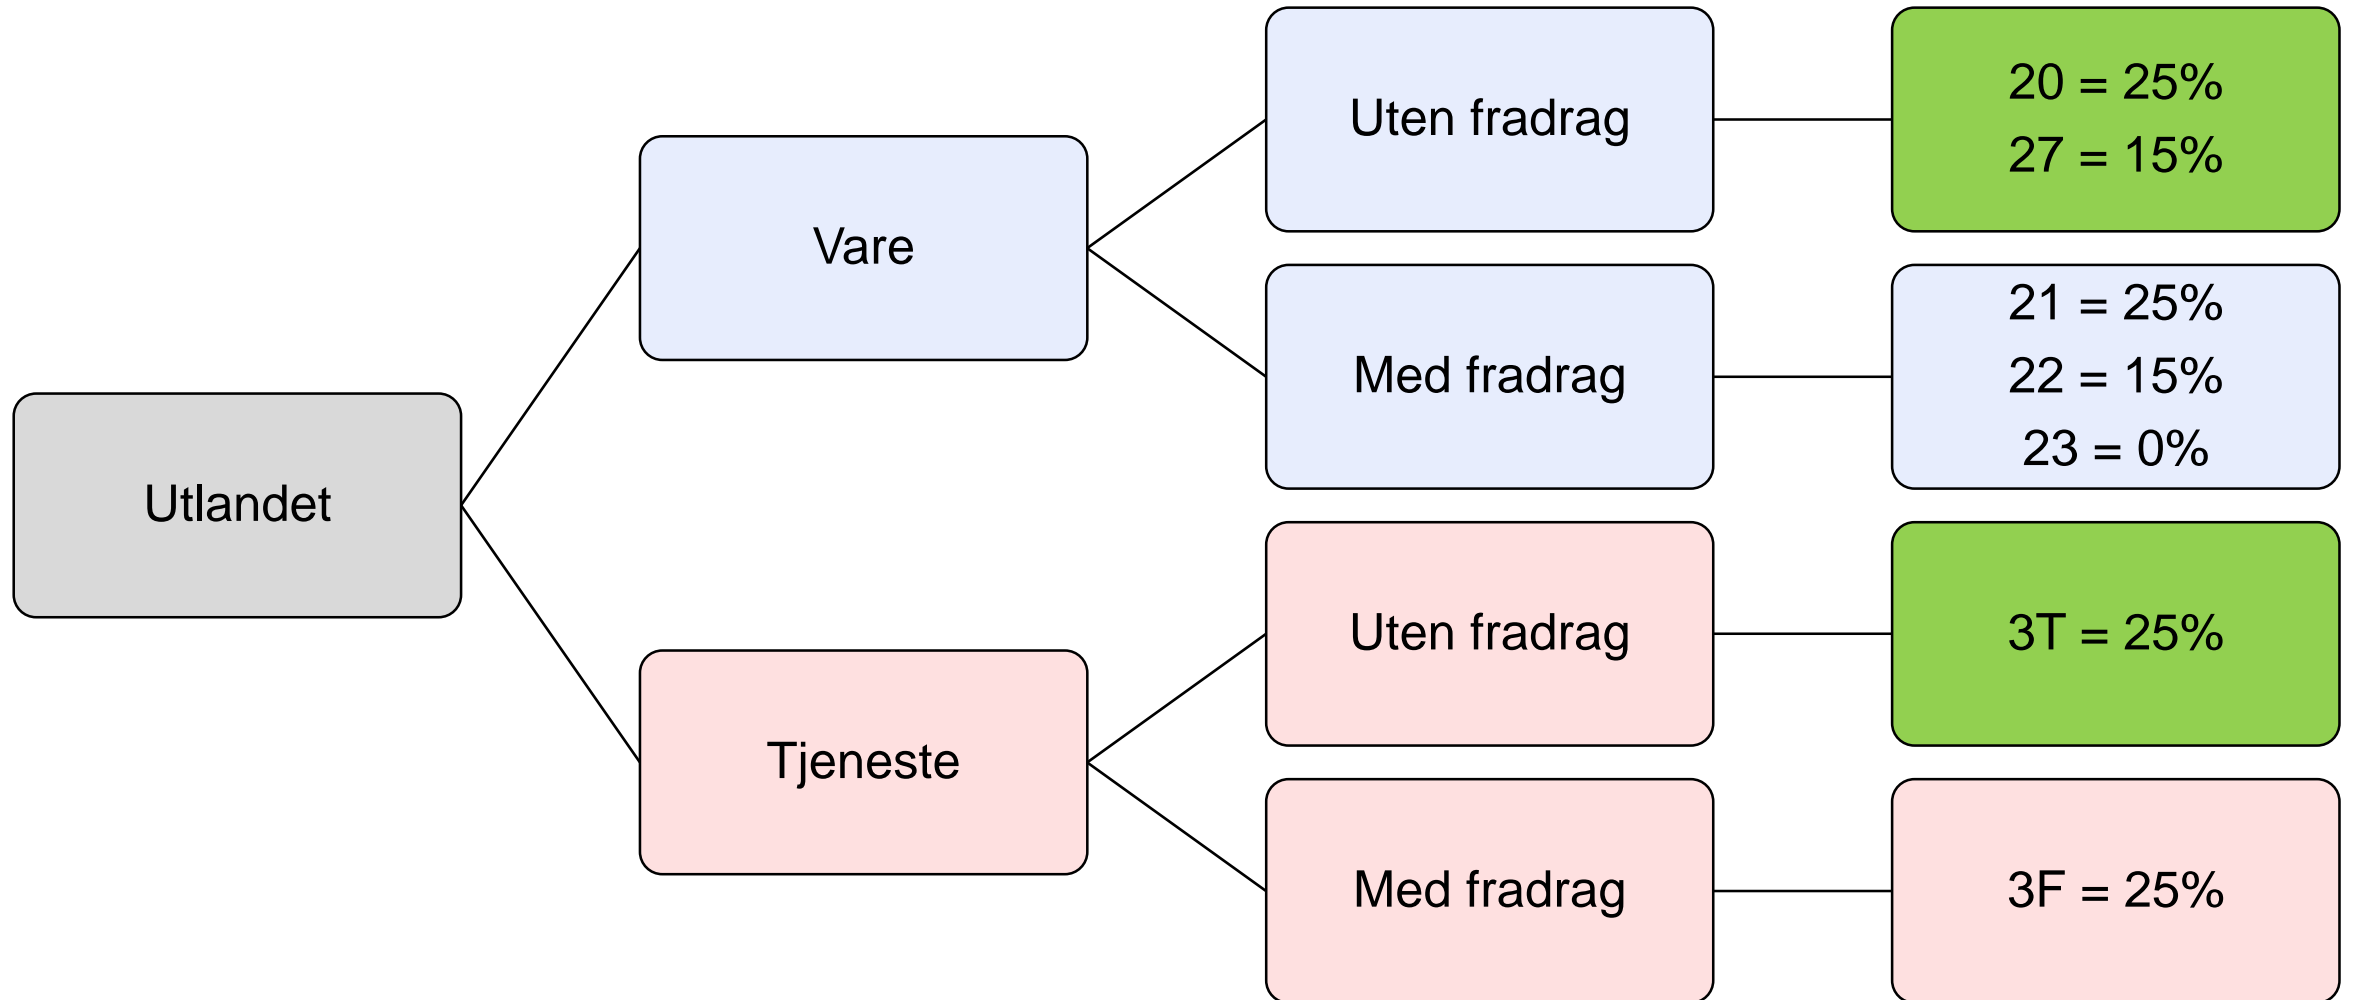 Utlandet
Vare
Uten fradrag
20 = 25%
27 = 15%
Med fradrag
21 = 25%
22 = 15%
23 = 0%
Tjeneste
Uten fradrag
3T = 25%
Med fradrag
3F = 25%